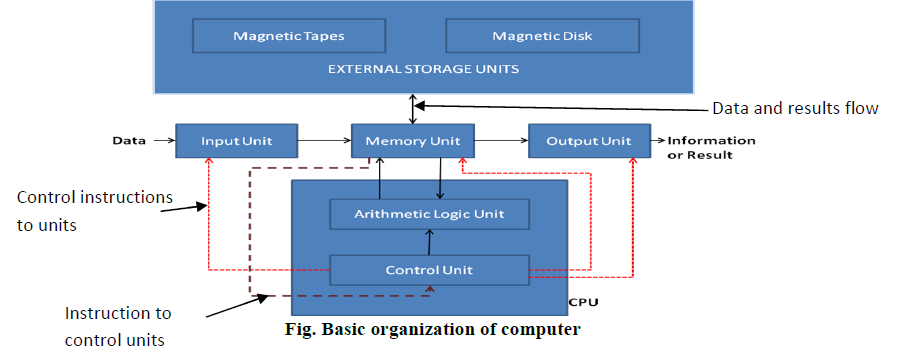 Magnetic Tapes
Magnetic Disk
EXTERNAL STORAGE UNITS
Data and results flow
Data
Input Unit
Memory Unit
Output Unit
Information
or Result
Control instructions
to units
Arithmetic Logic Unit
Control Unit
CPU
Instruction to
control units
Fig. Basic organization of computer